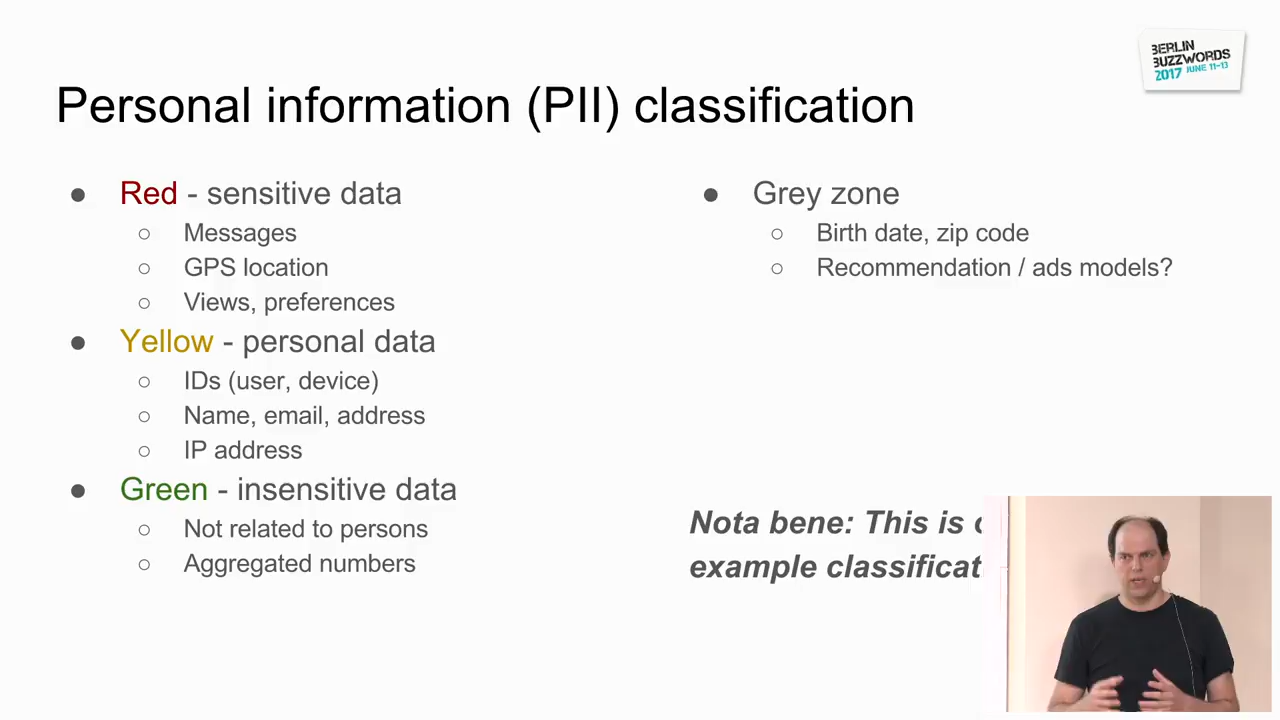 BERLIN
BUZZWORDS
2017 JUNE 11-13
Personal information (PII) classification
● Red - sensitive data
○ Messages
○ GPS location
○ Views, preferences
● Yellow - personal data
○ IDs (user, device)
○ Name, email, address
○ IP address
● Green - insensitive data
○ Not related to persons
○ Aggregated numbers
● Grey zone
○ Birth date, zip code
○ Recommendation / ads models?
Nota bene: This is
example